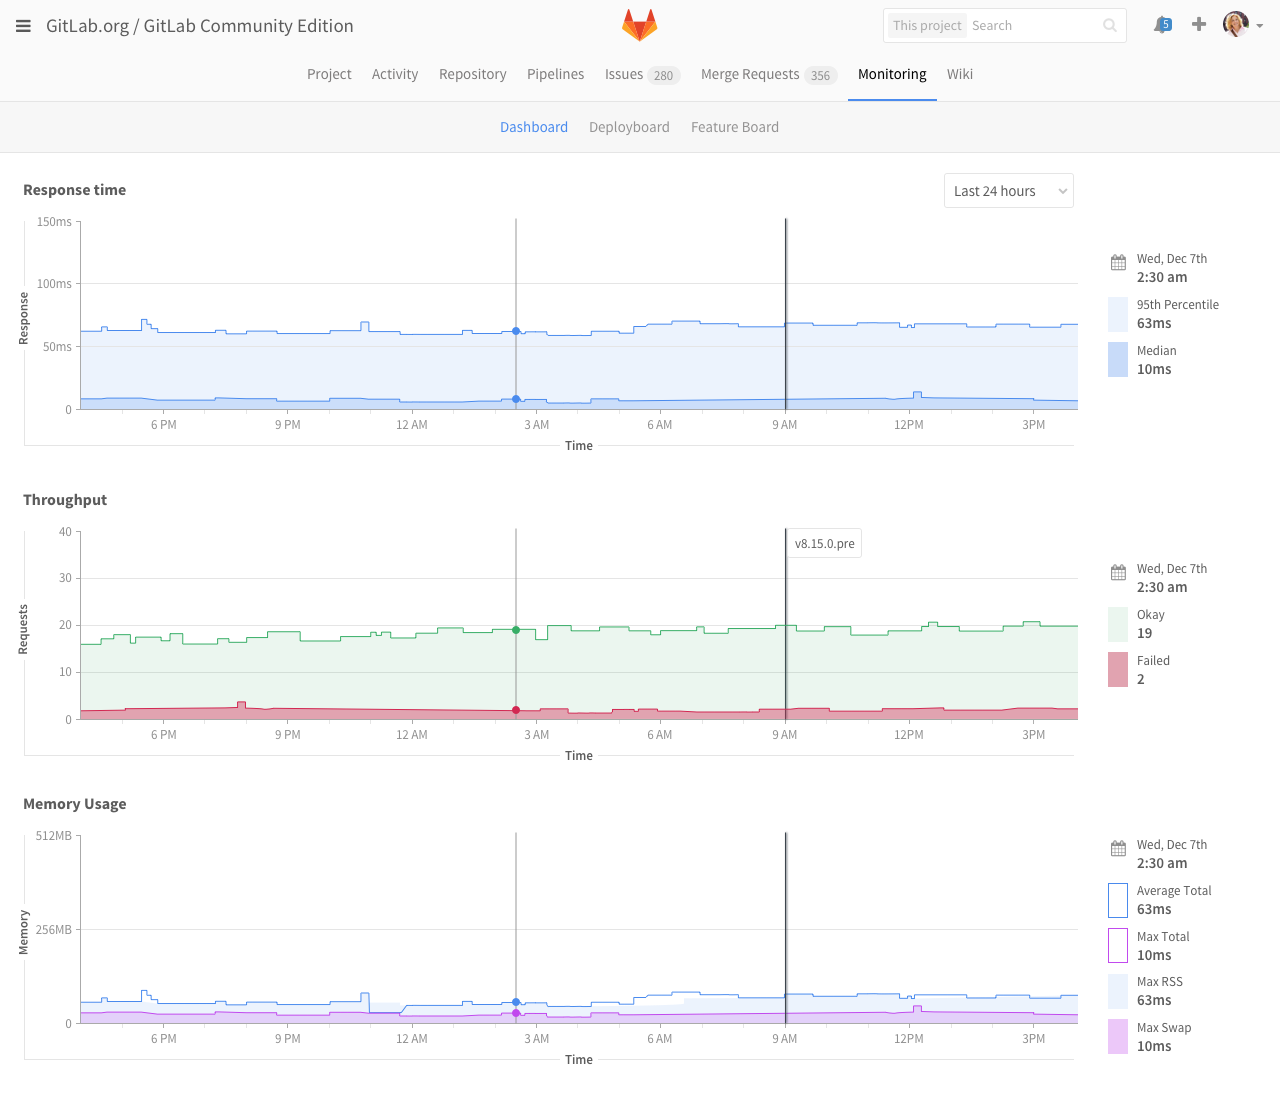 GitLab.org / GitLab Community Edition
This project Search
5
Project Activity Repository Pipelines Issues 280 Merge Requests 356 Monitoring Wiki
Dashboard Deployboard Feature Board
Response time
Last 24 hours
150ms
100ms
50ms
0
Response
6 PM 9 PM 12 AM 3 AM 6 AM 9 AM 12PM 3PM
Time
Wed, Dec 7th
2:30 am
95th Percentile
63ms
Median
10ms
Throughput
40
30
20
10
0
Requests
v8.15.0.pre
6 PM 9 PM 12 AM 3 AM 6 AM 9 AM 12PM 3PM
Time
Wed, Dec 7th
2:30 am
Okay
19
Failed
2
Memory Usage
512MB
256MB
0
Memory
6 PM 9 PM 12 AM 3 AM 6 AM 9 AM 12PM 3PM
Time
Wed, Dec 7th
2:30 am
Average Total
63ms
Max Total
10ms
Max RSS
63ms
Max Swap
10ms